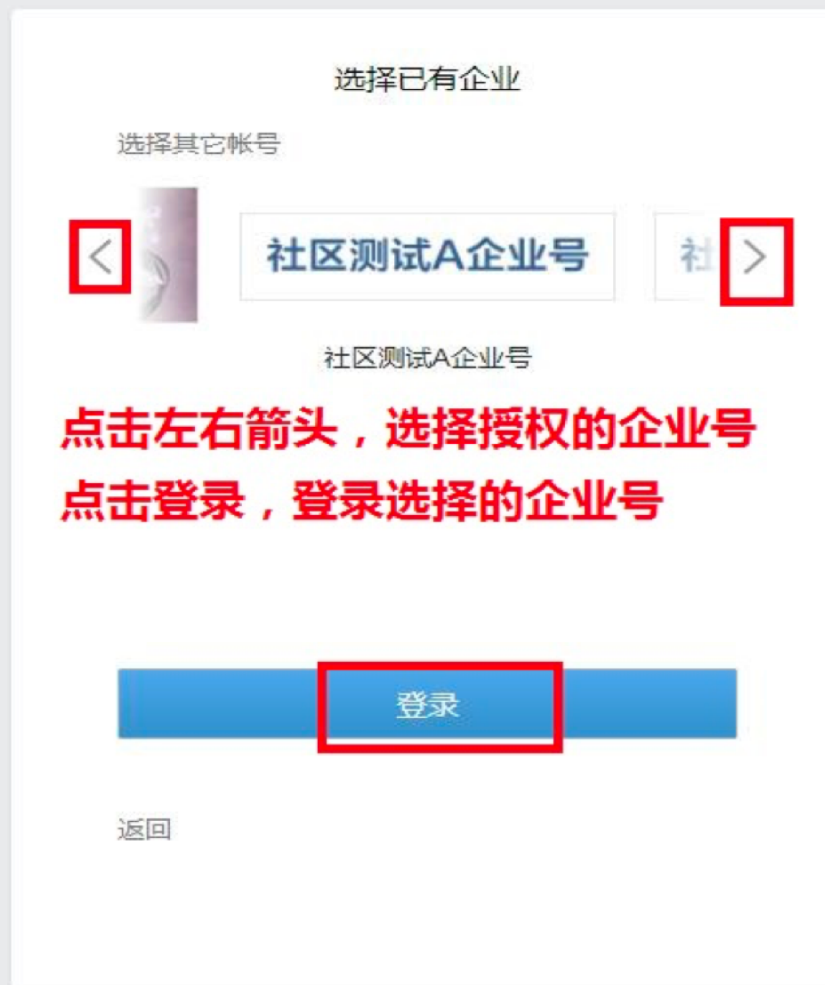 选择已有企业
选择其它帐号
社区测试A企业号
社
社区测试A企业号
点击左右箭头，选择授权的企业号
点击登录，登录选择的企业号
登录
返回